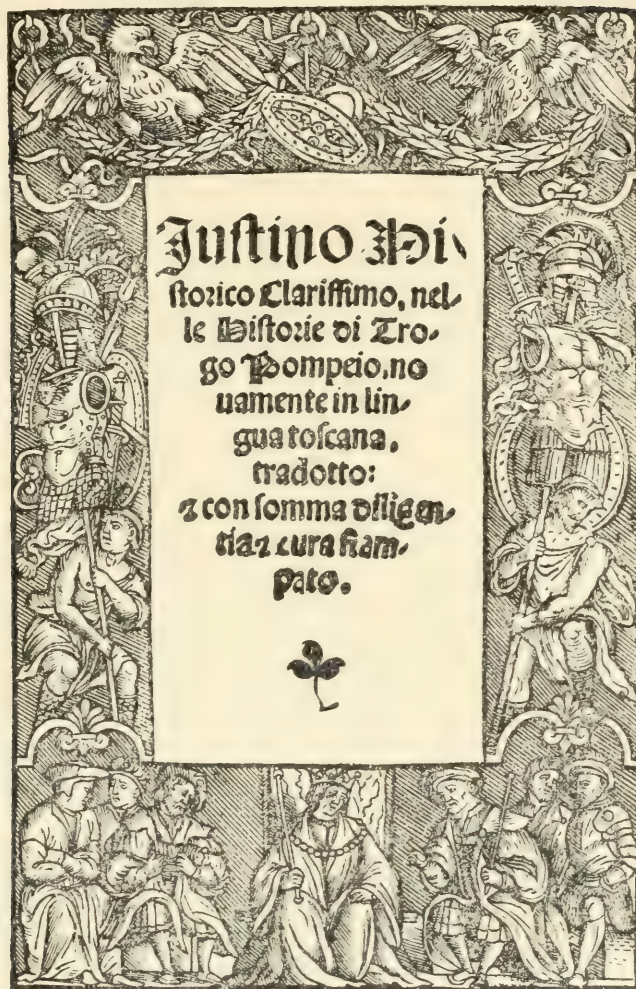 Juſtino Hi⸗
ſtorico Clariſſimo, nel⸗
le Hiſtorie di Tro⸗
go Pompeio, no
uamente in lin⸗
gua toſcana,
tradotto:
⁊ con ſomma diligen⸗
tia ⁊ cura ſtam⸗
pato.